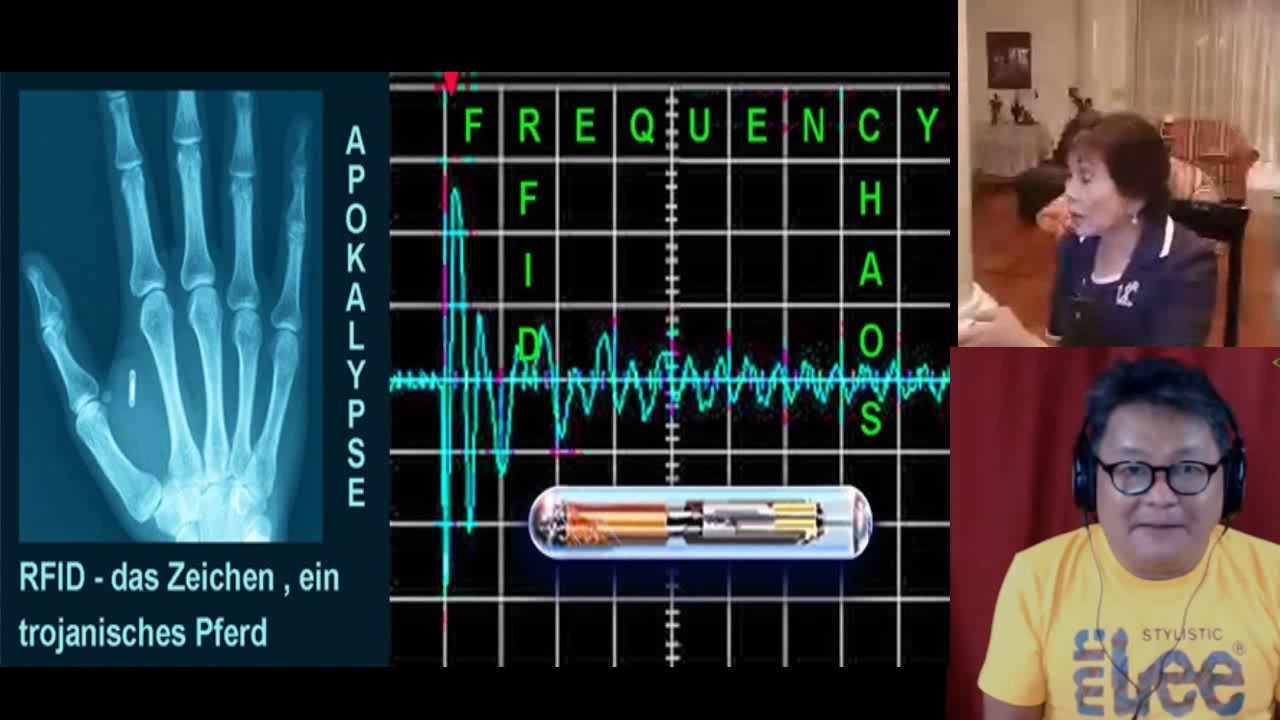 APOKALYPSE
RFID - das Zeichen , ein
trojanisches Pferd
FREQUENCY
RFID
CHAOS
STYLISTIC
Lee®